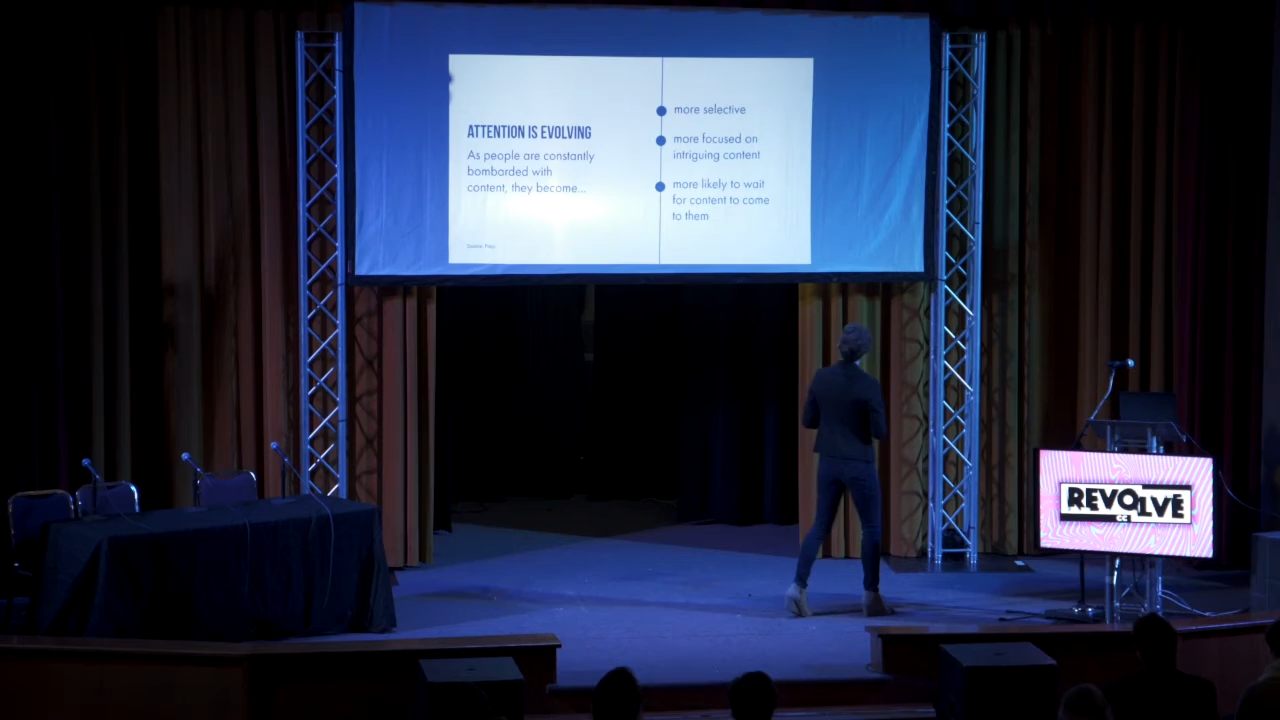 ATTENTION IS EVOLVING
As people are constantly
bombarded with
content, they become...
more selective
more focused on
intriguing content
more likely to wait
for content to come
to them
REVOLVE
CC